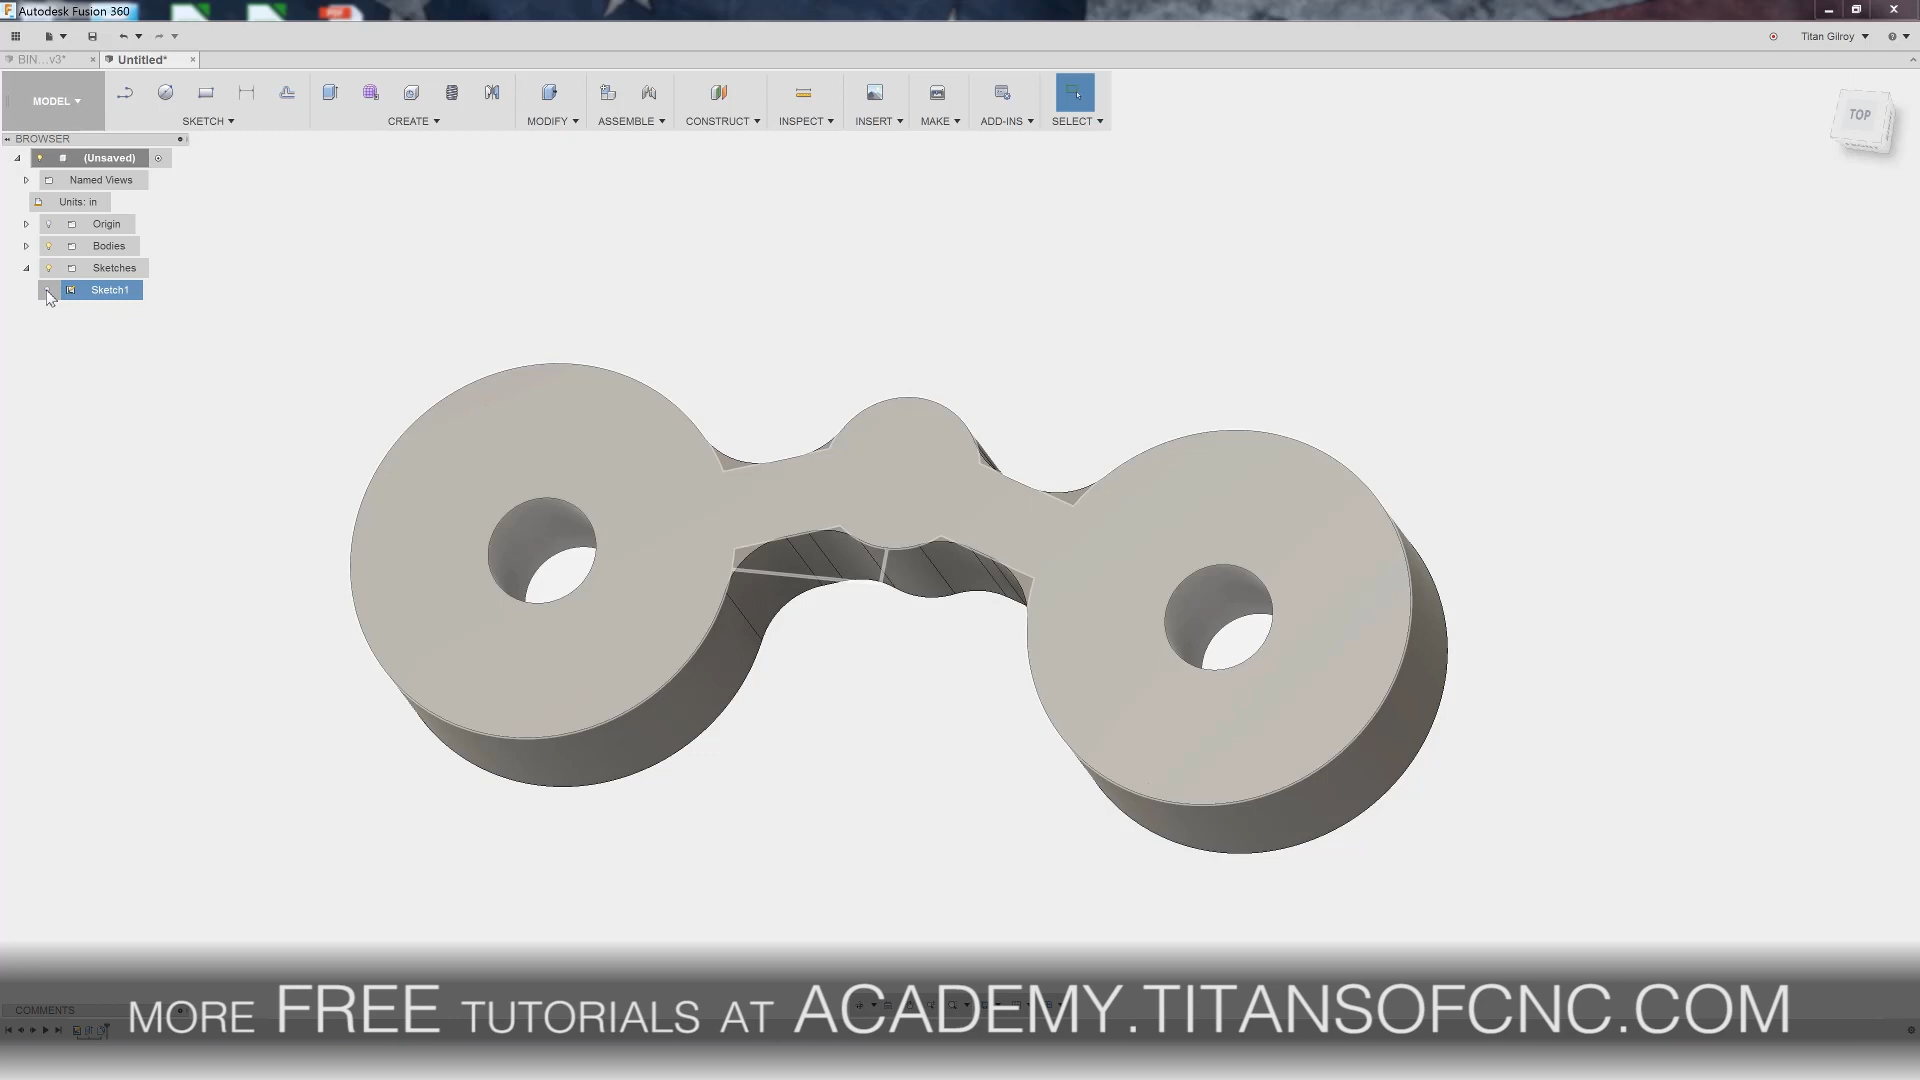 Autodesk Fusion 360
Titan Gilroy
BIN...v3*
Untitled*
MODEL
SKETCH
CREATE
MODIFY
ASSEMBLE
CONSTRUCT
INSPECT
INSERT
MAKE
ADD-INS
SELECT
TOP
BROWSER
(Unsaved)
Named Views
Units: in
Origin
Bodies
Sketches
Sketch1
COMMENTS
MORE FREE TUTORIALS AT ACADEMY.TITANSOFCNC.COM